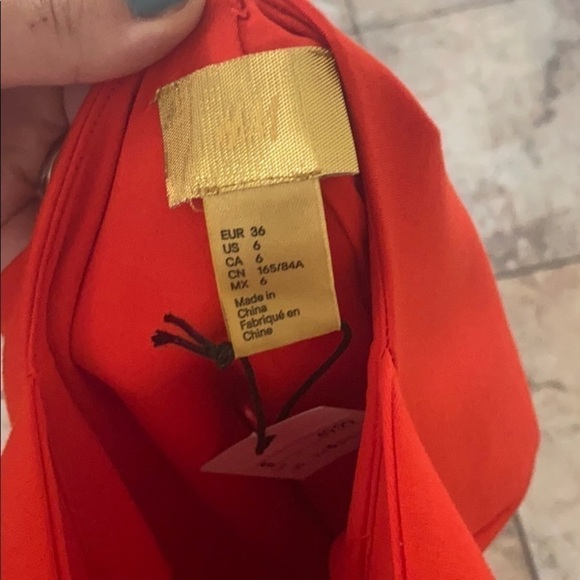 H&M
EUR 36
US 6
CA 6
CN 165/84A
MX 6
Made in
China
Fabriqué en
Chine